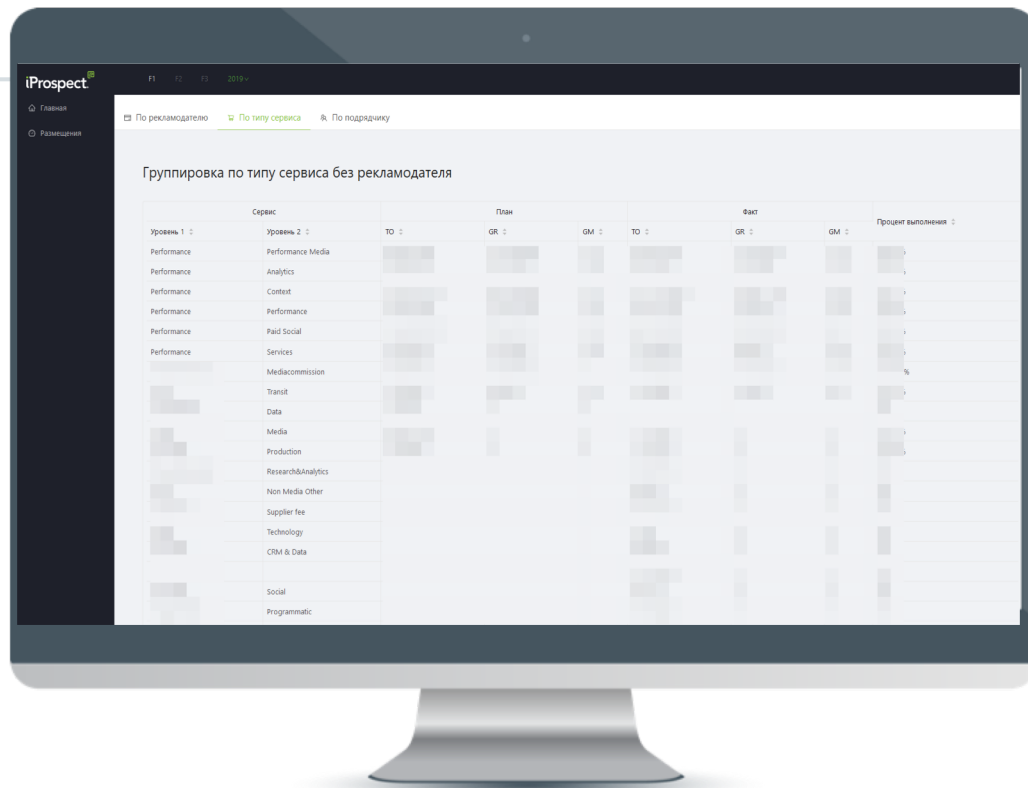 iProspect.
F1 F2 F3 2019
Главная
Размещения
По рекламодателю По типу сервиса По подрядчику
Группировка по типу сервиса без рекламодателя
Сервис План Факт Процент выполнения
Уровень 1 Уровень 2 TO GR GM TO GR GM
Performance Performance Media
Performance Analytics
Performance Context
Performance Performance
Performance Paid Social
Performance Services
Mediacommission %
Transit
Data
Media
Production
Research&Analytics
Non Media Other
Supplier fee
Technology
CRM & Data
Social
Programmatic